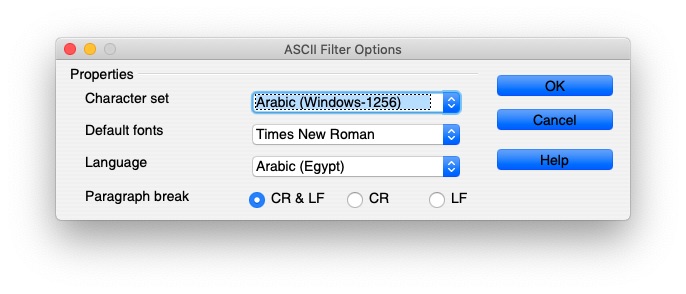 ASCII Filter Options
Properties
OK
Character set Arabic (Windows-1256)
Cancel
Default fonts Times New Roman
Language Arabic (Egypt)
Help
Paragraph break CR & LF CR LF